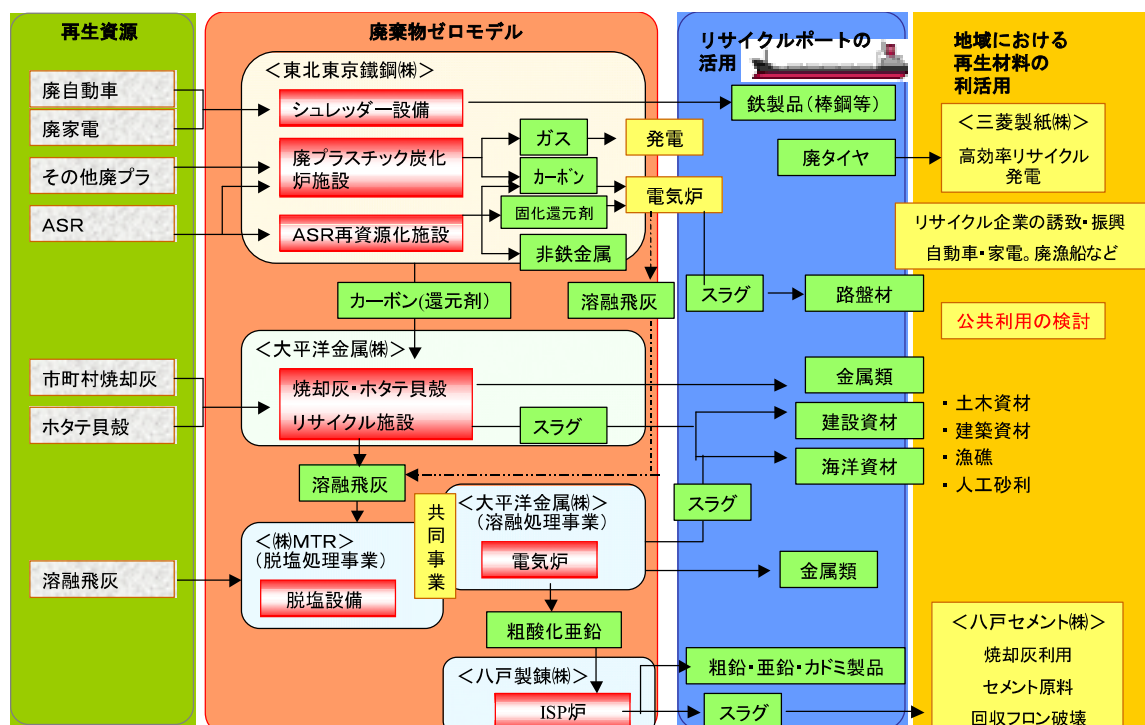 再生資源
廃自動車
廃家電
その他廃プラ
ASR
市町村焼却灰
ホタテ貝殻
溶融飛灰
廃棄物ゼロモデル
＜東北東京鐵鋼㈱＞
シュレッダー設備
廃プラスチック炭化
炉施設
ASR再資源化施設
ガス
カーボン
固化還元剤
非鉄金属
発電
電気炉
カーボン(還元剤)
溶融飛灰
＜大平洋金属㈱＞
焼却灰・ホタテ貝殻
リサイクル施設
スラグ
溶融飛灰
共同事業
＜㈱MTR＞
（脱塩処理事業）
脱塩設備
＜大平洋金属㈱＞
（溶融処理事業）
電気炉
粗酸化亜鉛
＜八戸製錬㈱＞
ISP炉
リサイクルポートの
活用
鉄製品（棒鋼等）
廃タイヤ
スラグ
路盤材
金属類
建設資材
海洋資材
スラグ
金属類
粗鉛・亜鉛・カドミ製品
スラグ
地域における
再生材料の
利活用
＜三菱製紙㈱＞
高効率リサイクル
発電
リサイクル企業の誘致・振興
自動車・家電。廃漁船など
公共利用の検討
・土木資材
・建築資材
・漁礁
・人工砂利
＜八戸セメント㈱＞
焼却灰利用
セメント原料
回収フロン破壊